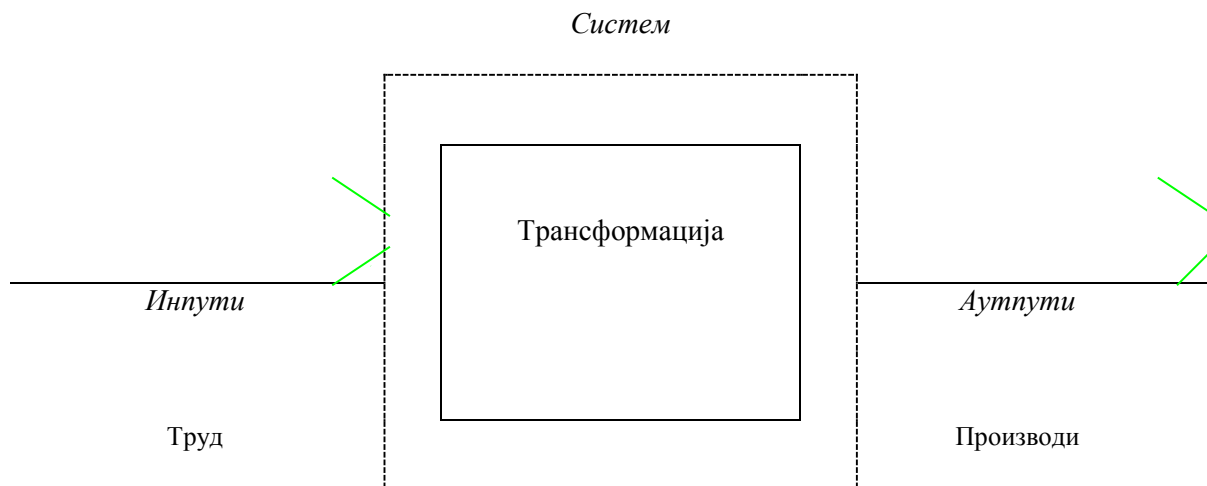 Систем
Трансформација
Инпути
Аутпути
Труд
Производи